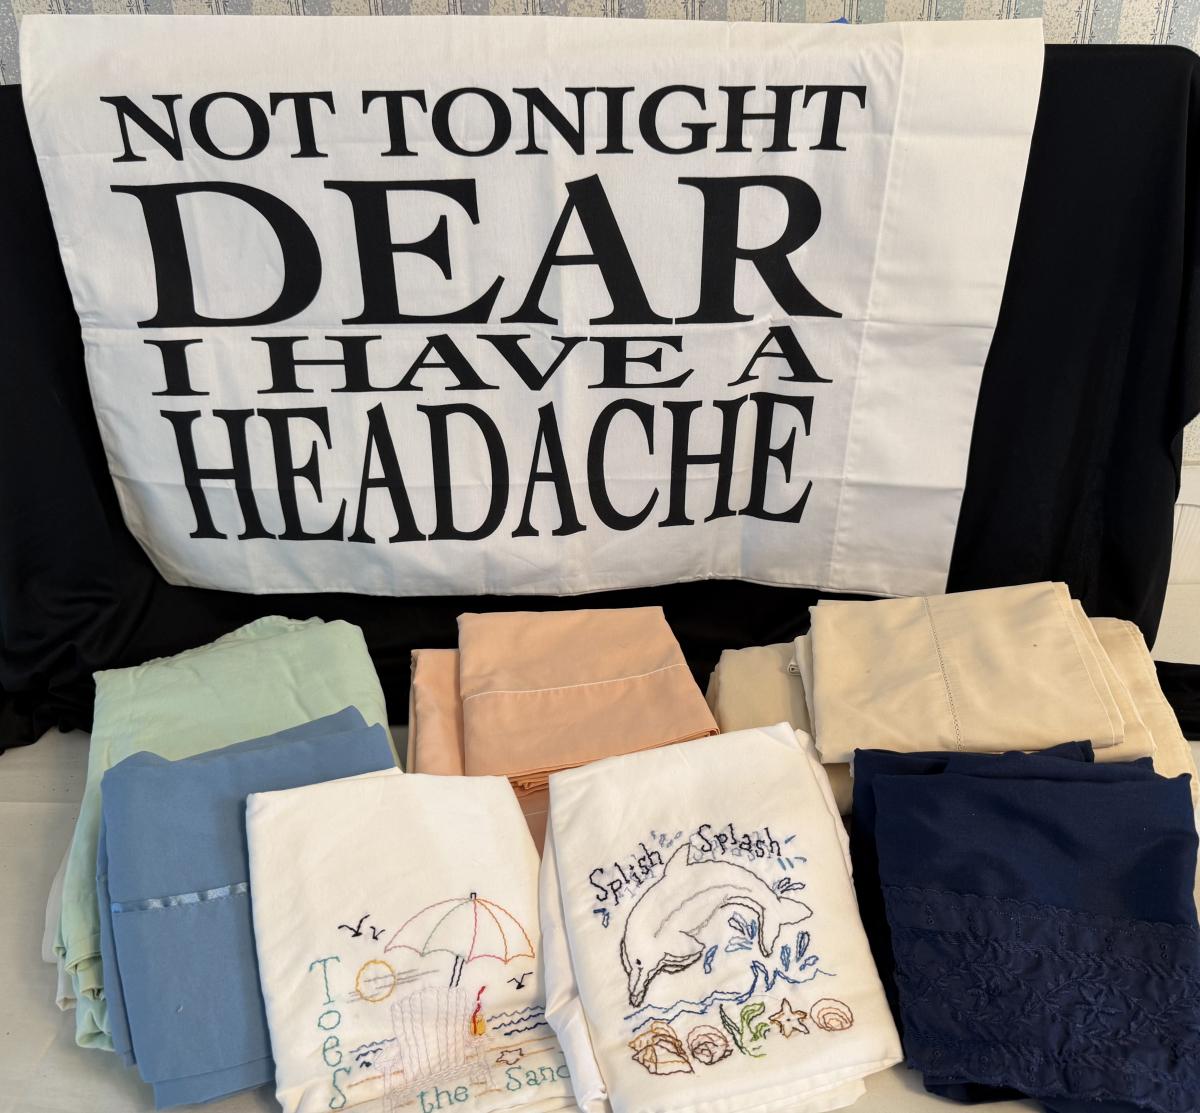 NOT TONIGHT
DEAR
I HAVE A
HEADACHE
Splish Splash
Toes
the Sand